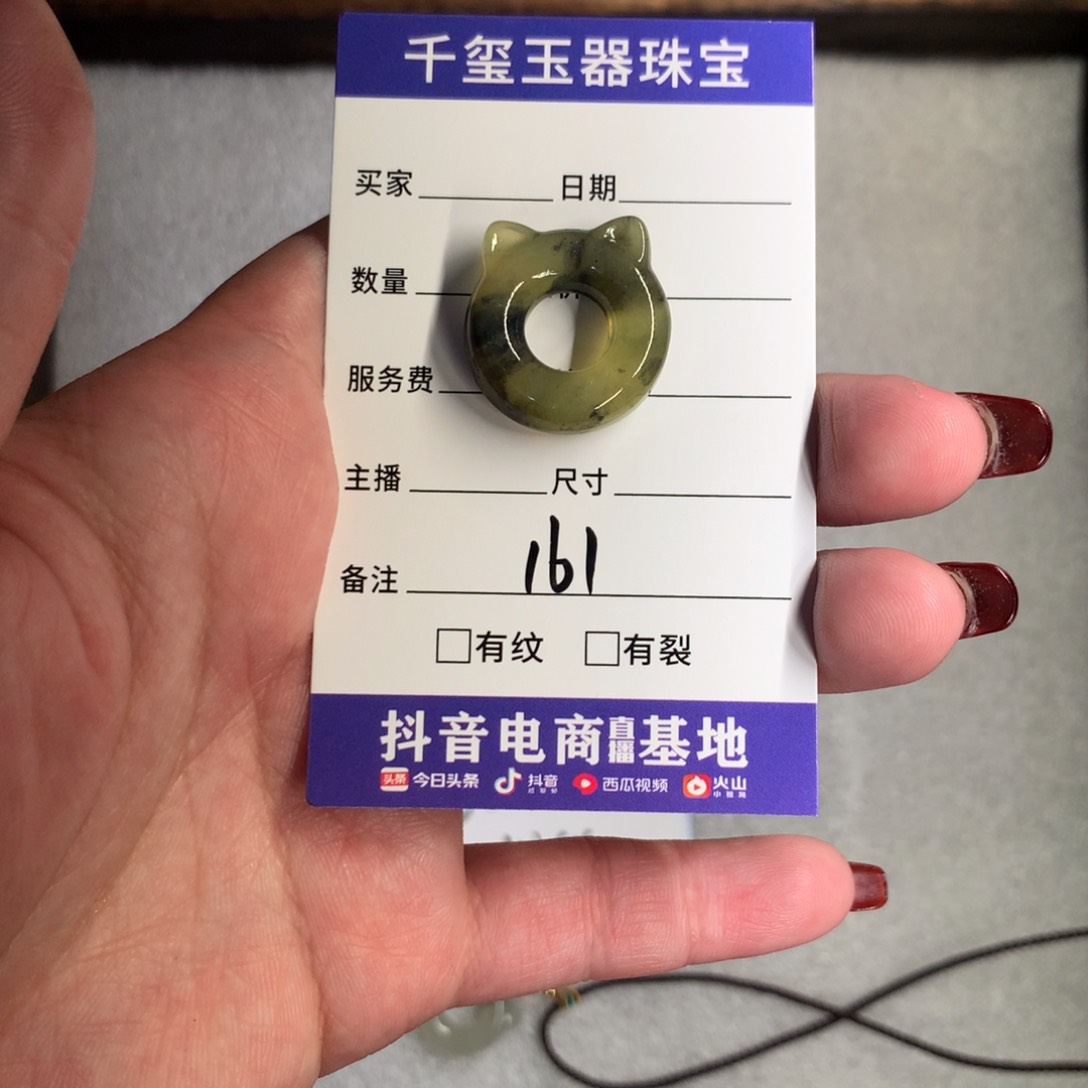 千玺玉器珠宝
买家 日期
数量
服务费
主播 尺寸
备注 161
□有纹 □有裂
抖音电商直播基地
头条 今日头条 抖音 西瓜视频 火山